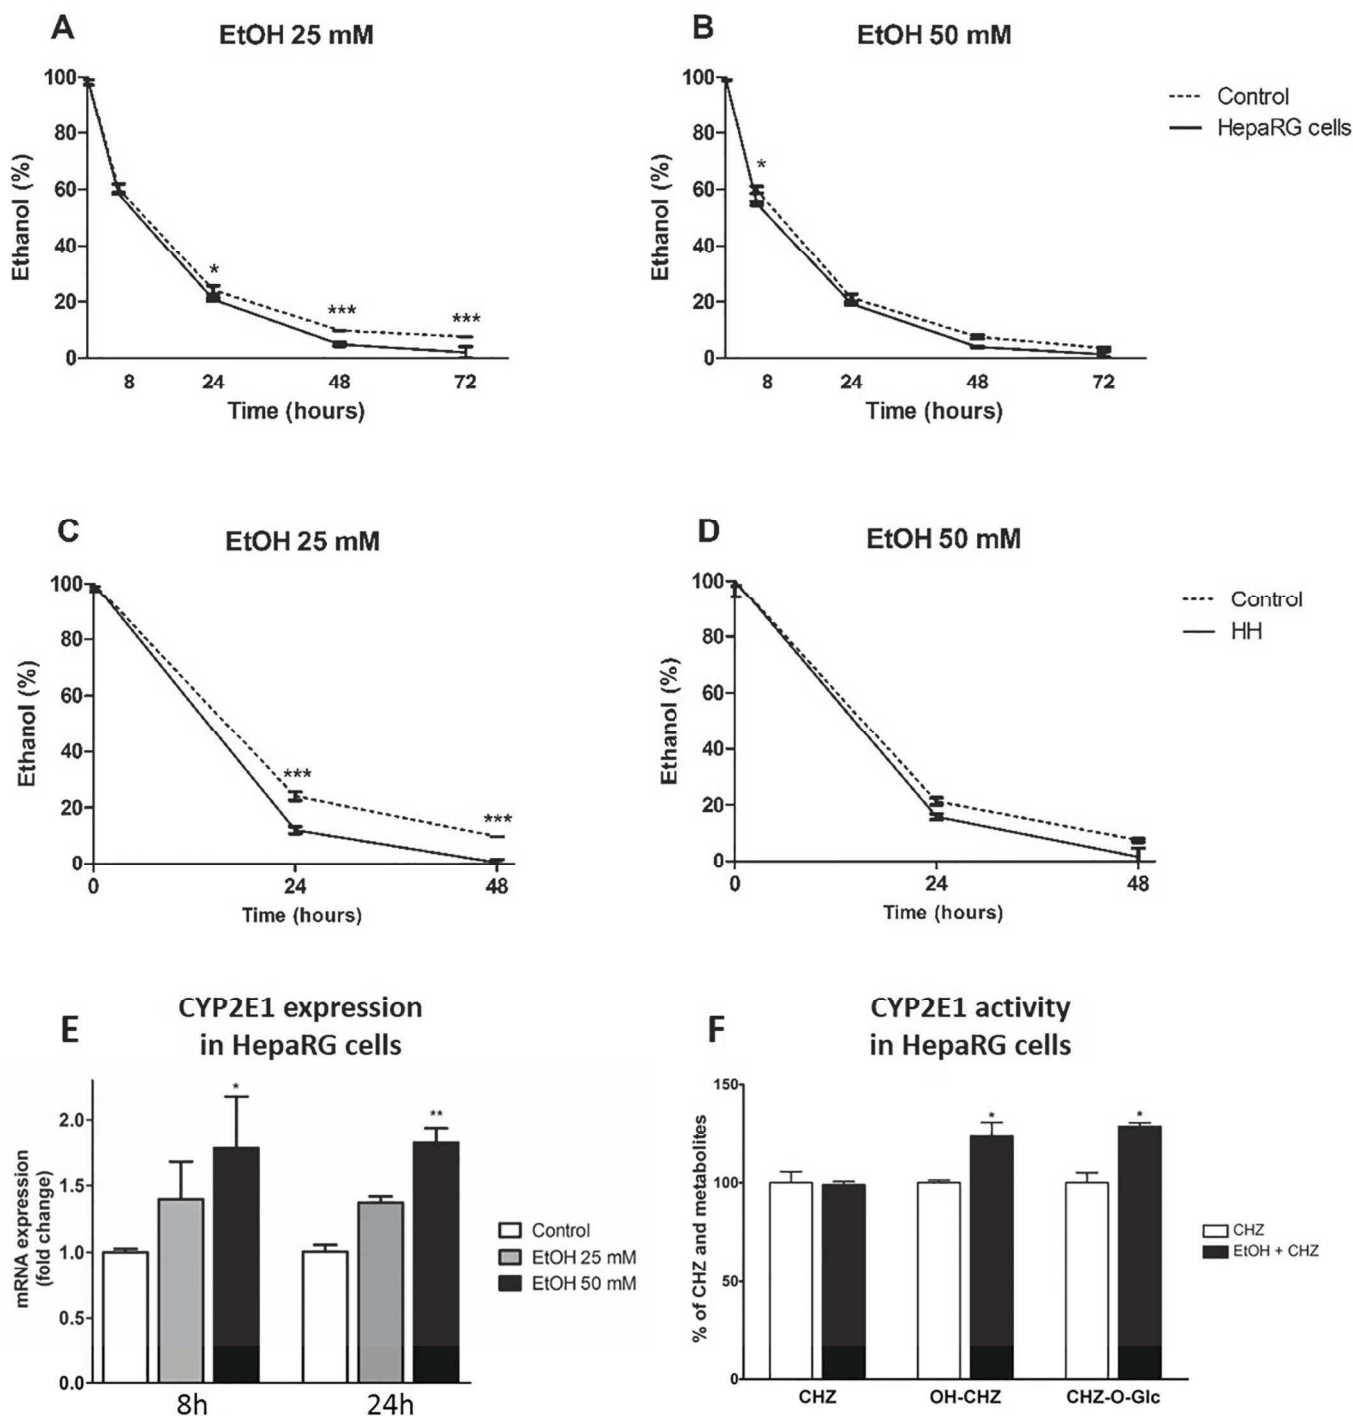 A
EtOH 25 mM
Ethanol (%)
100
80
60
40
20
0
*
***
***
8
24
48
72
Time (hours)
B
EtOH 50 mM
Ethanol (%)
100
80
60
40
20
0
*
8
24
48
72
Time (hours)
Control
HepaRG cells
C
EtOH 25 mM
Ethanol (%)
100
80
60
40
20
0
***
***
0
24
48
Time (hours)
D
EtOH 50 mM
Ethanol (%)
100
80
60
40
20
0
0
24
48
Time (hours)
Control
HH
E
CYP2E1 expression
in HepaRG cells
mRNA expression
(fold change)
2.0
1.5
1.0
0.5
0.0
*
**
8h
24h
Control
EtOH 25 mM
EtOH 50 mM
F
CYP2E1 activity
in HepaRG cells
% of CHZ and metabolites
150
100
50
0
*
*
CHZ
OH-CHZ
CHZ-O-Glc
CHZ
EtOH + CHZ